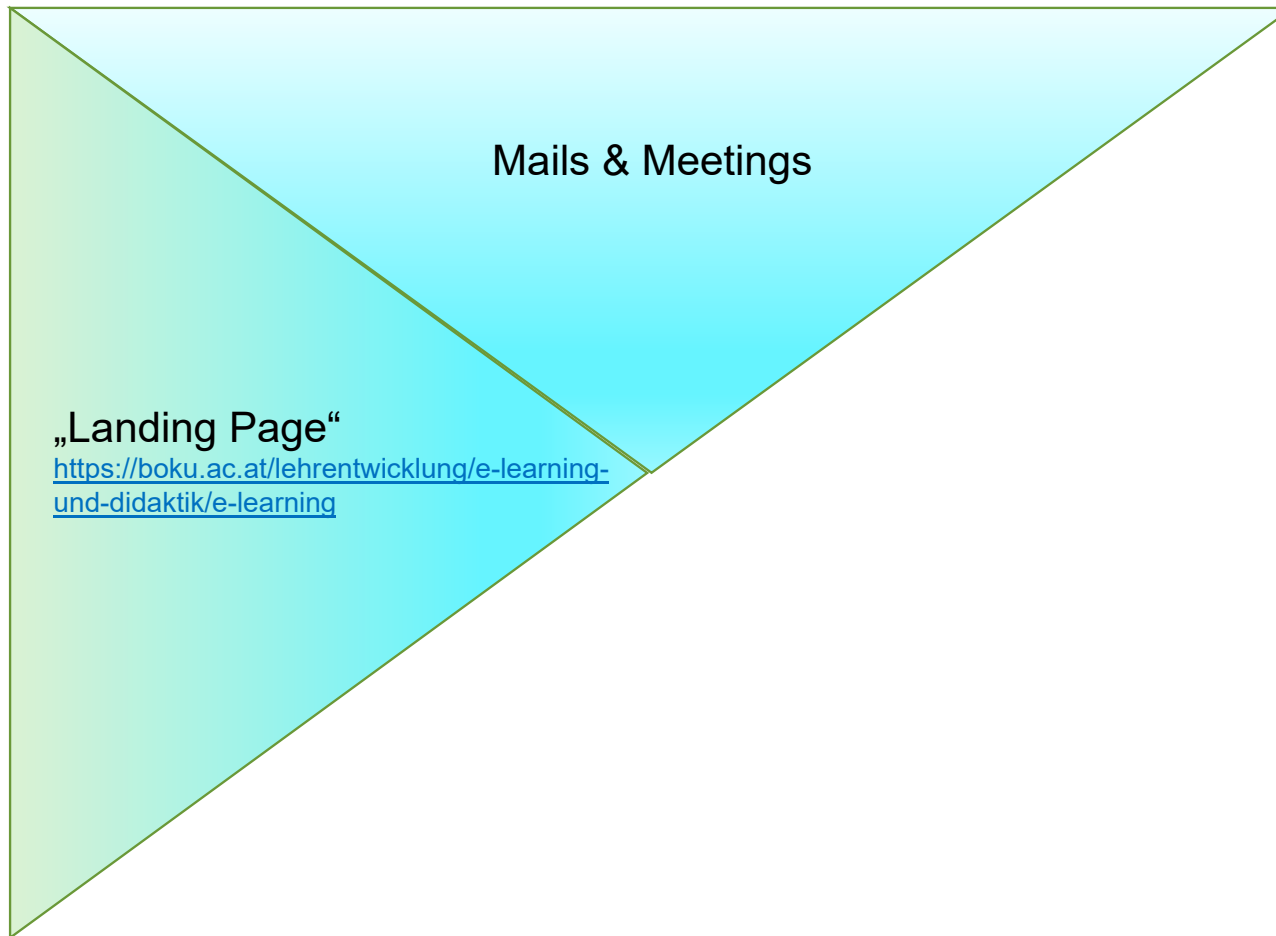 Mails & Meetings
„Landing Page“
https://boku.ac.at/lehrentwicklung/e-learning-
und-didaktik/e-learning